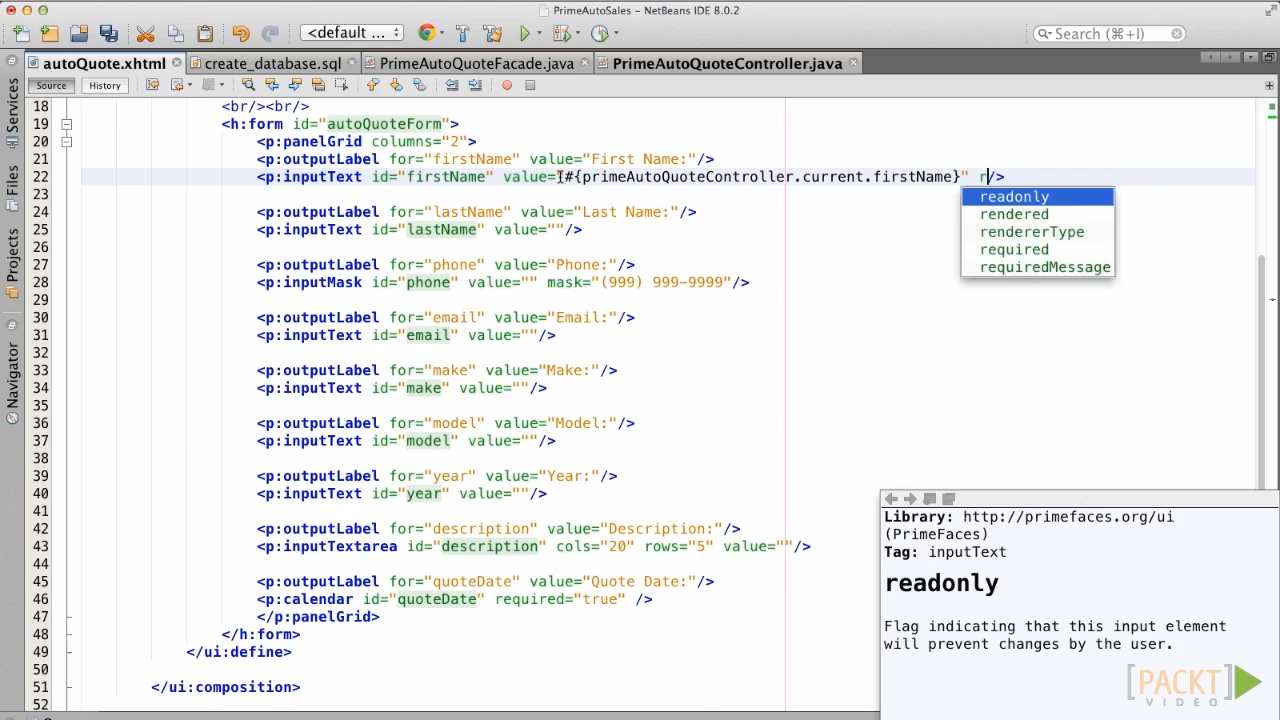 PrimeAutoSales - NetBeans IDE 8.0.2
<default ... Search (⌘+I)
autoQuote.xhtml create_database.sql PrimeAutoQuoteFacade.java PrimeAutoQuoteController.java
Source History
Services
Files
Projects
Navigator
18 <br/><br/>
19 <h:form id="autoQuoteForm">
20 <p:panelGrid columns="2">
21 <p:outputLabel for="firstName" value="First Name:"/>
22 <p:inputText id="firstName" value="#{primeAutoQuoteController.current.firstName}" r/>
23
24 <p:outputLabel for="lastName" value="Last Name:"/>
25 <p:inputText id="lastName" value=""/>
26
27 <p:outputLabel for="phone" value="Phone:"/>
28 <p:inputMask id="phone" value="" mask="(999) 999-9999"/>
29
30 <p:outputLabel for="email" value="Email:"/>
31 <p:inputText id="email" value=""/>
32
33 <p:outputLabel for="make" value="Make:"/>
34 <p:inputText id="make" value=""/>
35
36 <p:outputLabel for="model" value="Model:"/>
37 <p:inputText id="model" value=""/>
38
39 <p:outputLabel for="year" value="Year:"/>
40 <p:inputText id="year" value=""/>
41
42 <p:outputLabel for="description" value="Description:"/>
43 <p:inputTextarea id="description" cols="20" rows="5" value=""/>
44
45 <p:outputLabel for="quoteDate" value="Quote Date:"/>
46 <p:calendar id="quoteDate" required="true" />
47 </p:panelGrid>
48 </h:form>
49 </ui:define>
50
51 </ui:composition>
52
readonly
rendered
rendererType
required
requiredMessage
Library: http://primefaces.org/ui
(PrimeFaces)
Tag: inputText
readonly
Flag indicating that this input element
will prevent changes by the user.
[PACKT]
VIDEO